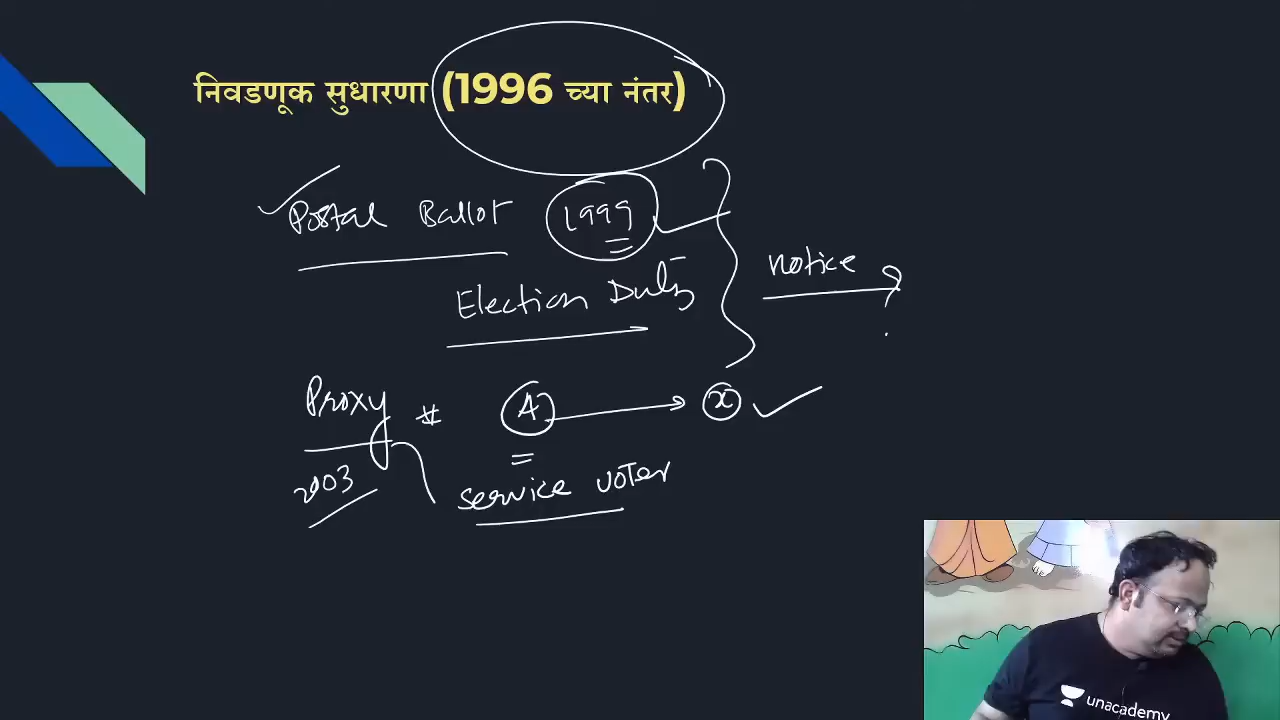 निवडणूक सुधारणा (1996 च्या नंतर)
Postal Ballot 1999
notice
Election Duty
Proxy * A x
2003
service voter
unacademy